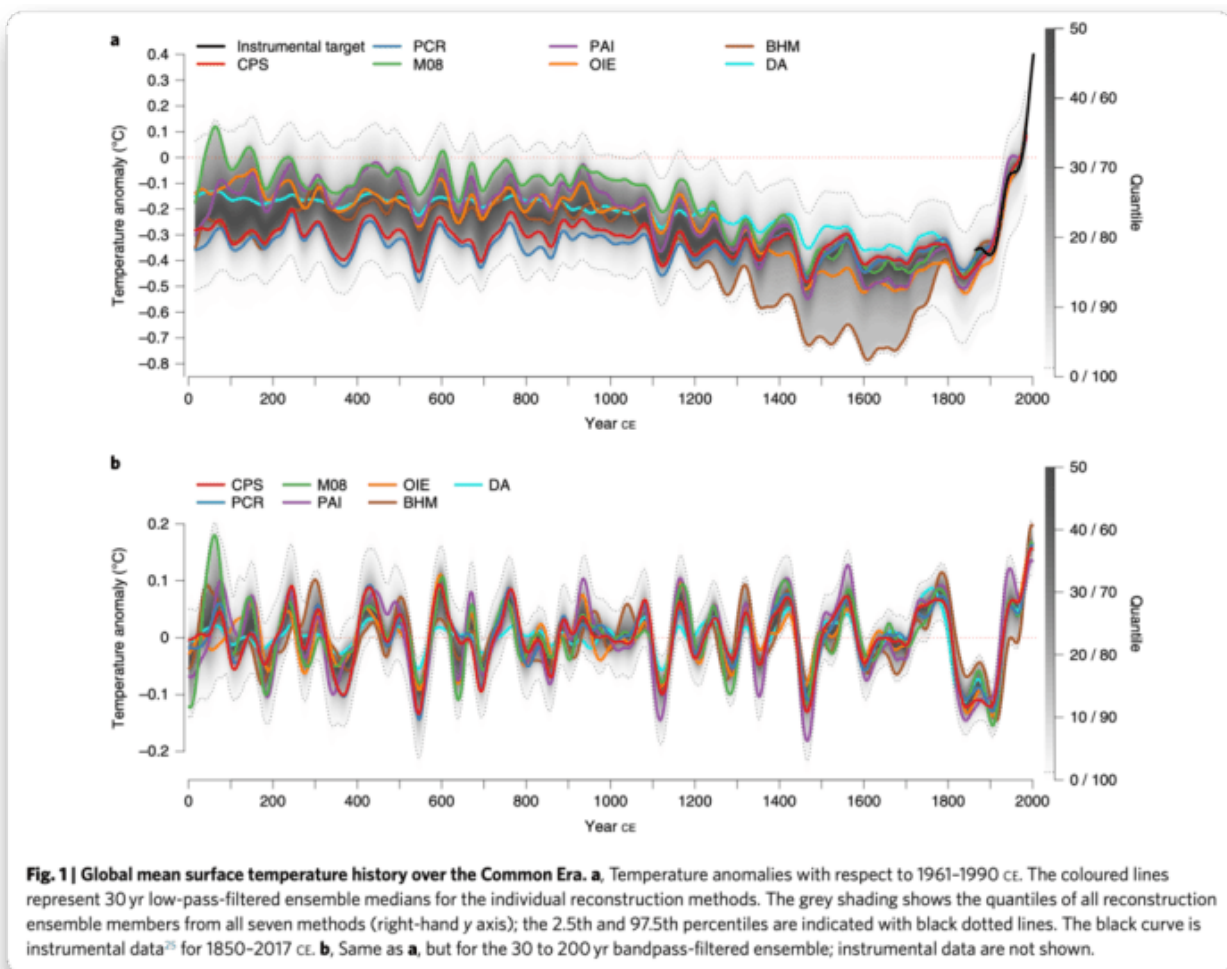 a
Instrumental target PCR PAI BHM
CPS M08 OIE DA
50
40 / 60
30 / 70
20 / 80
10 / 90
0 / 100
Quantile
Temperature anomaly (°C)
0.4
0.3
0.2
0.1
0
−0.1
−0.2
−0.3
−0.4
−0.5
−0.6
−0.7
−0.8
0 200 400 600 800 1000 1200 1400 1600 1800 2000
Year CE
b
CPS M08 OIE DA
PCR PAI BHM
50
40 / 60
30 / 70
20 / 80
10 / 90
0 / 100
Quantile
Temperature anomaly (°C)
0.2
0.1
0
−0.1
−0.2
0 200 400 600 800 1000 1200 1400 1600 1800 2000
Year CE
Fig. 1 | Global mean surface temperature history over the Common Era. a, Temperature anomalies with respect to 1961–1990 CE. The coloured lines
represent 30 yr low-pass-filtered ensemble medians for the individual reconstruction methods. The grey shading shows the quantiles of all reconstruction
ensemble members from all seven methods (right-hand y axis); the 2.5th and 97.5th percentiles are indicated with black dotted lines. The black curve is
instrumental data25 for 1850–2017 CE. b, Same as a, but for the 30 to 200 yr bandpass-filtered ensemble; instrumental data are not shown.